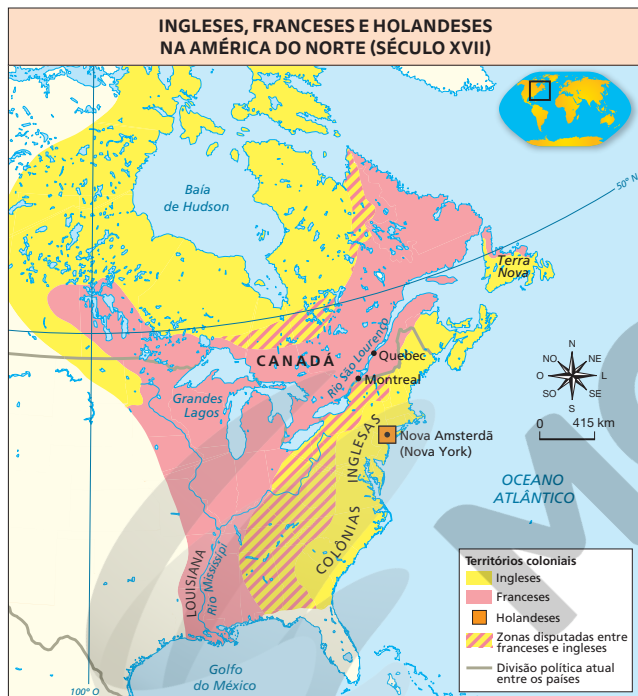 INGLESES, FRANCESES E HOLANDESES
NA AMÉRICA DO NORTE (SÉCULO XVII)
50° N
Baía
de Hudson
Terra
Nova
CANADÁ
Rio São Lourenço
Quebec
Montreal
Grandes
Lagos
N
NO
NE
O
L
SO
SE
S
0 415 km
Nova Amsterdã
(Nova York)
COLÔNIAS INGLESAS
OCEANO
ATLÂNTICO
LOUISIANA
Rio Mississípi
Golfo
do México
100° O
Territórios coloniais
Ingleses
Franceses
Holandeses
Zonas disputadas entre
franceses e ingleses
Divisão política atual
entre os países